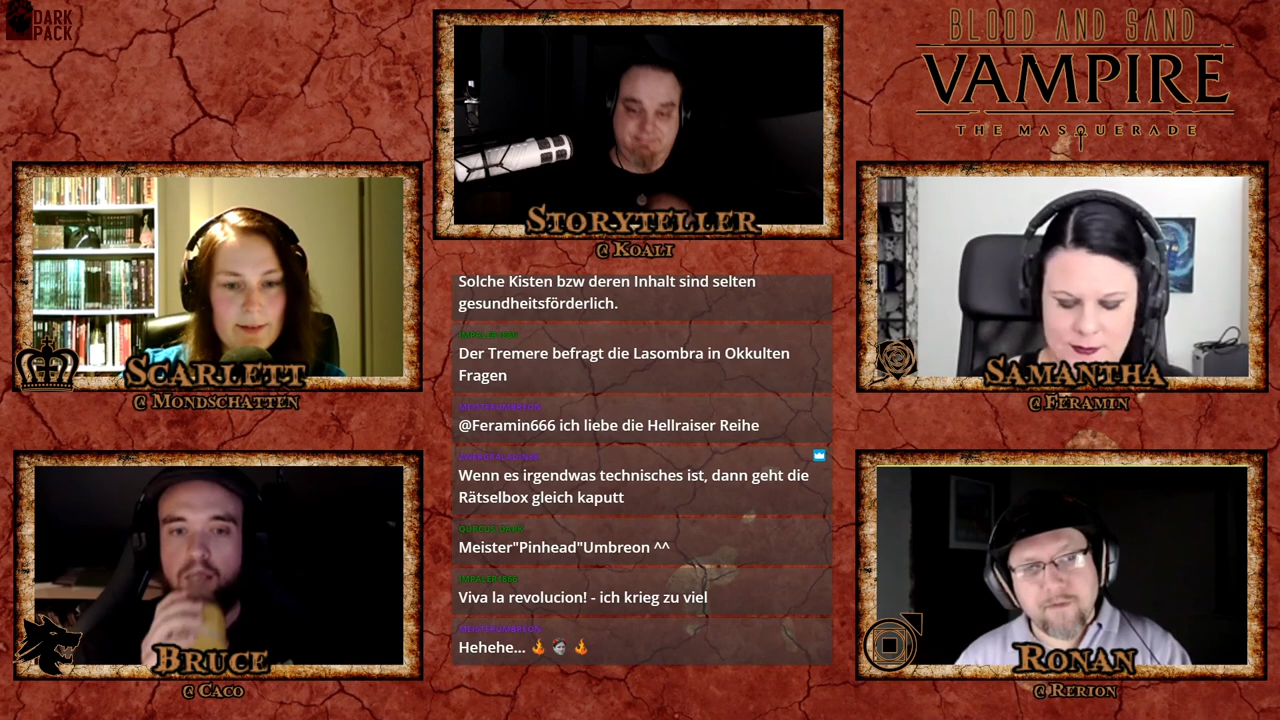 DARK
PACK
BLOOD AND SAND
VAMPIRE
THE MASQUERADE
STORYTELLER
@ KOALI
SCARLETT
@ MONDSCHATTEN
SAMANTHA
@ FERAMIN
Solche Kisten bzw deren Inhalt sind selten
gesundheitsförderlich.
Der Tremere befragt die Lasombra in Okkulten
Fragen
MEISTERUMBREON
@Feramin666 ich liebe die Hellraiser Reihe
Wenn es irgendwas technisches ist, dann geht die
Rätselbox gleich kaputt
Meister"Pinhead"Umbreon ^^
IMPALER1656
Viva la revolucion! - ich krieg zu viel
MEISTERUMBREON
Hehehe...
BRUCE
@ CACO
RONAN
@ RERION